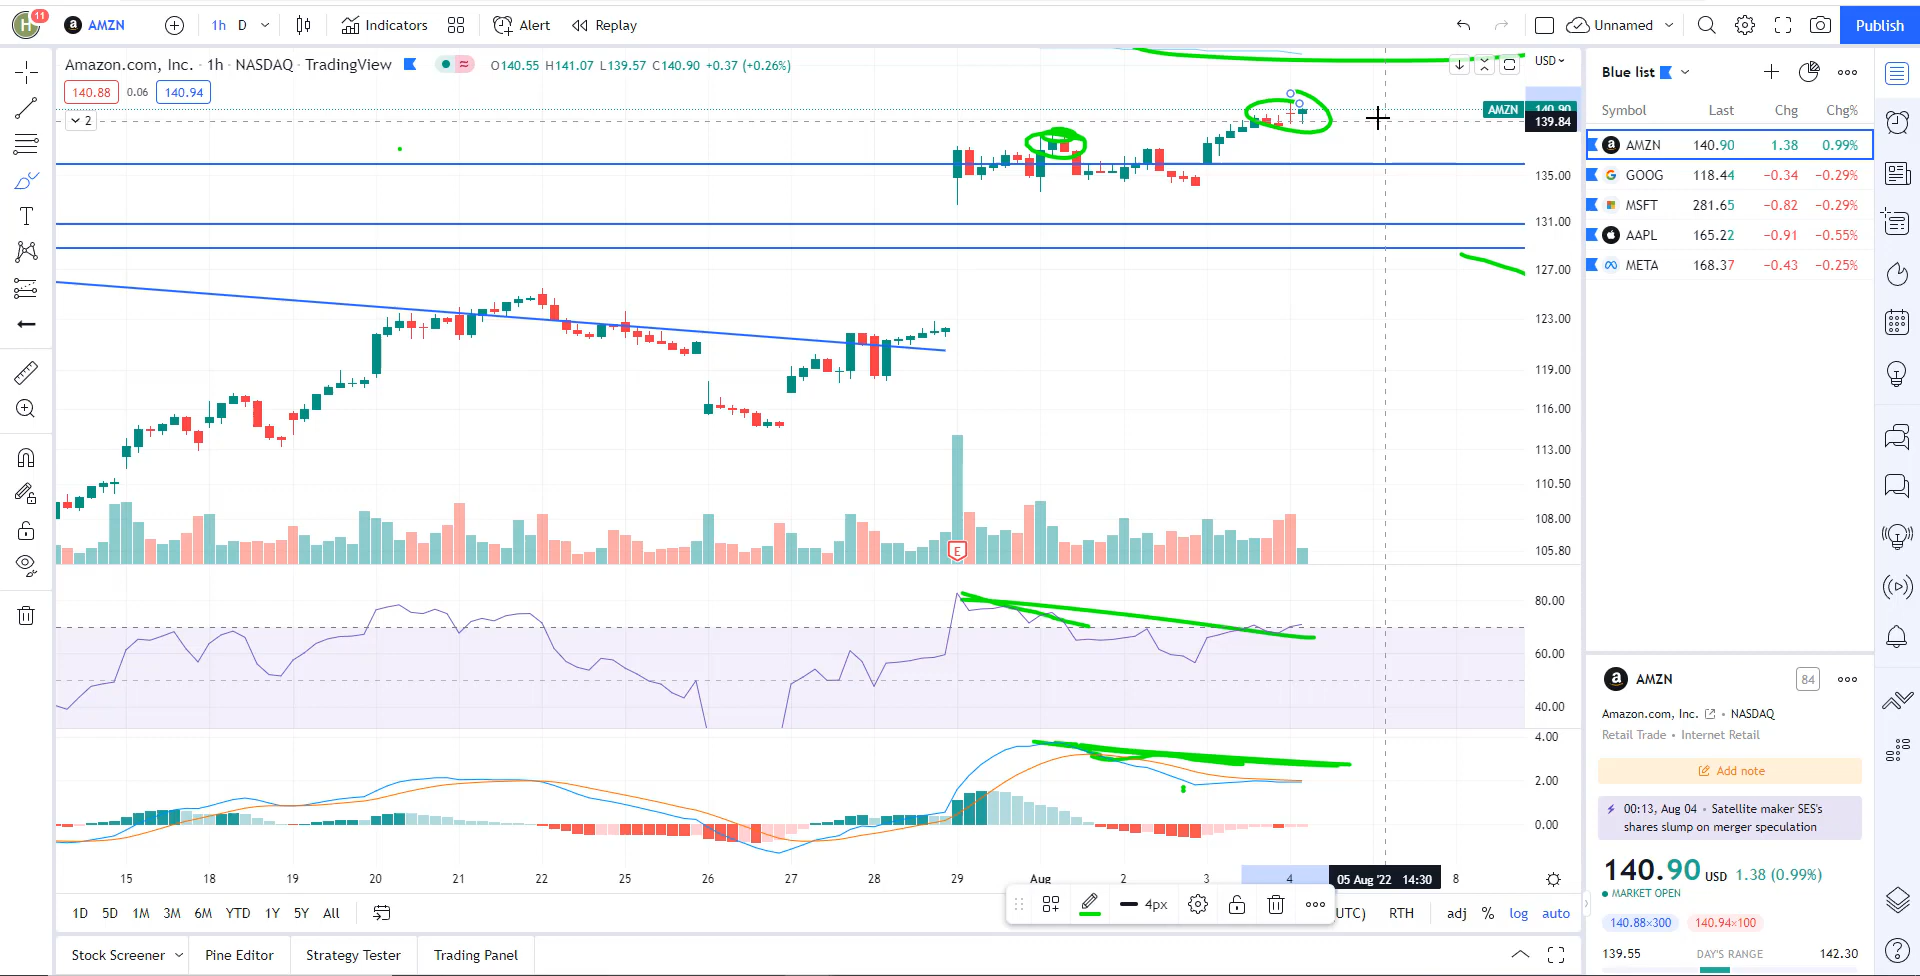 H 11 a AMZN 1h D Indicators Alert Replay Unnamed Publish
Amazon.com, Inc. · 1h · NASDAQ · TradingView O140.55 H141.07 L139.57 C140.90 +0.37 (+0.26%)
140.88 0.06 140.94
2
USD
AMZN 140.90
139.84
135.00
131.00
127.00
123.00
119.00
116.00
113.00
110.50
108.00
105.80
E
80.00
60.00
40.00
4.00
2.00
0.00
15 18 19 20 21 22 25 26 27 28 29 Aug 2 3 4 05 Aug '22 14:30 8
4px
1D 5D 1M 3M 6M YTD 1Y 5Y All UTC) RTH adj % log auto
Stock Screener Pine Editor Strategy Tester Trading Panel
Blue list
Symbol Last Chg Chg%
AMZN 140.90 1.38 0.99%
GOOG 118.44 −0.34 −0.29%
MSFT 281.65 −0.82 −0.29%
AAPL 165.22 −0.91 −0.55%
META 168.37 −0.43 −0.25%
a AMZN 84
Amazon.com, Inc. • NASDAQ
Retail Trade • Internet Retail
Add note
00:13, Aug 04 • Satellite maker SES's
shares slump on merger speculation
140.90 USD 1.38 (0.99%)
MARKET OPEN
140.88×300 140.94×100
139.55 DAY'S RANGE 142.30